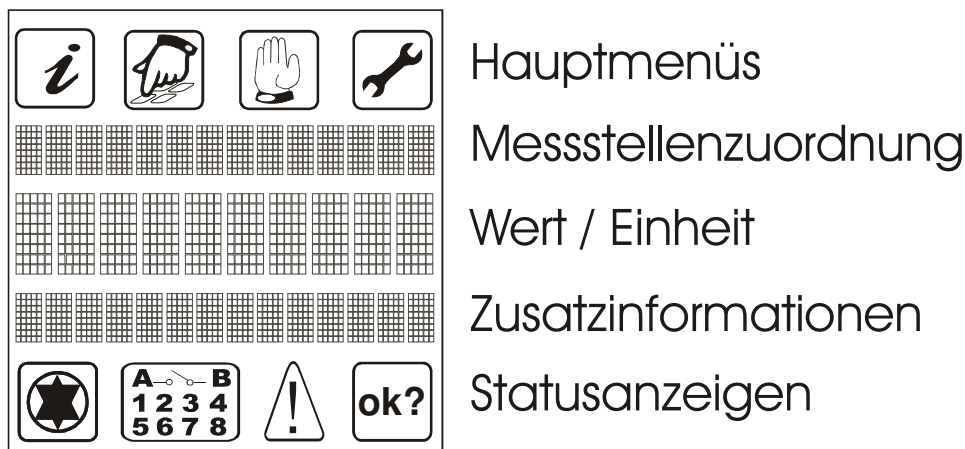 i Hauptmenüs
Messstellenzuordnung
Wert / Einheit
Zusatzinformationen
A B
1 2 3 4
5 6 7 8
!
ok?
Statusanzeigen